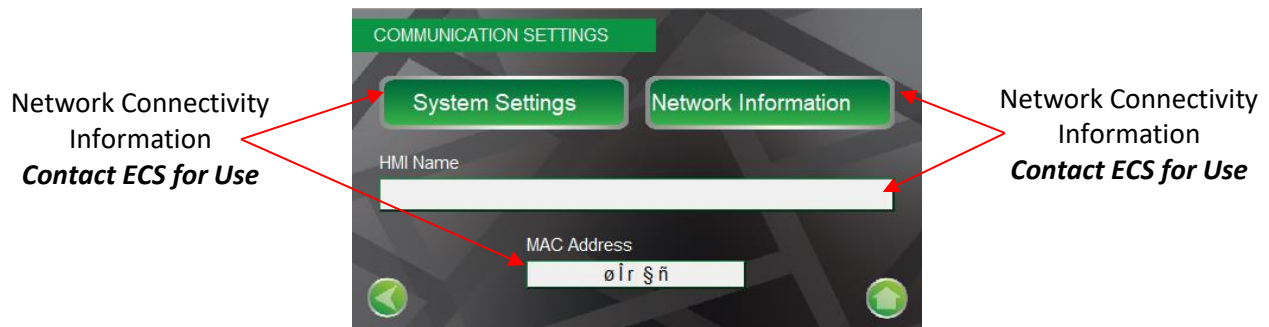 COMMUNICATION SETTINGS
System Settings
Network Information
Network Connectivity
Information
Contact ECS for Use
HMI Name
MAC Address
øÎr §ñ
Network Connectivity
Information
Contact ECS for Use